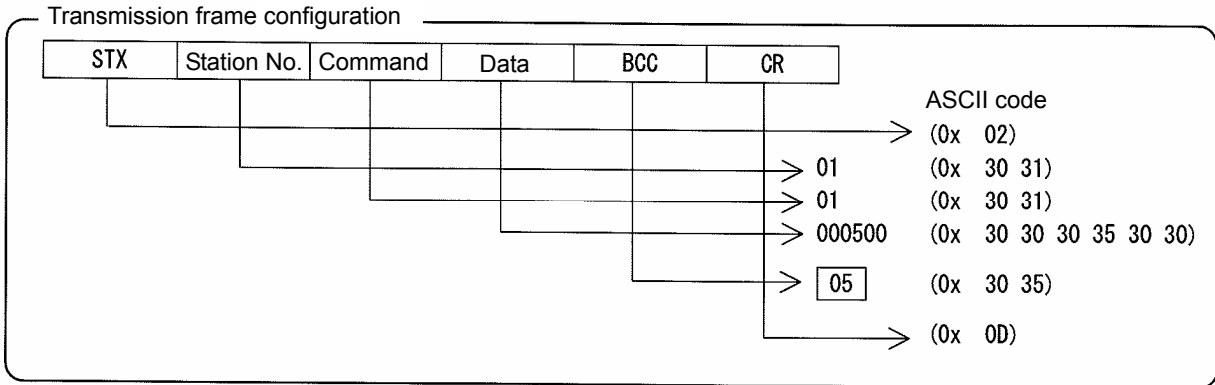 Transmission frame configuration
STX Station No. Command Data BCC CR
ASCII code
(0x 02)
01 (0x 30 31)
01 (0x 30 31)
000500 (0x 30 30 30 35 30 30)
05 (0x 30 35)
(0x 0D)